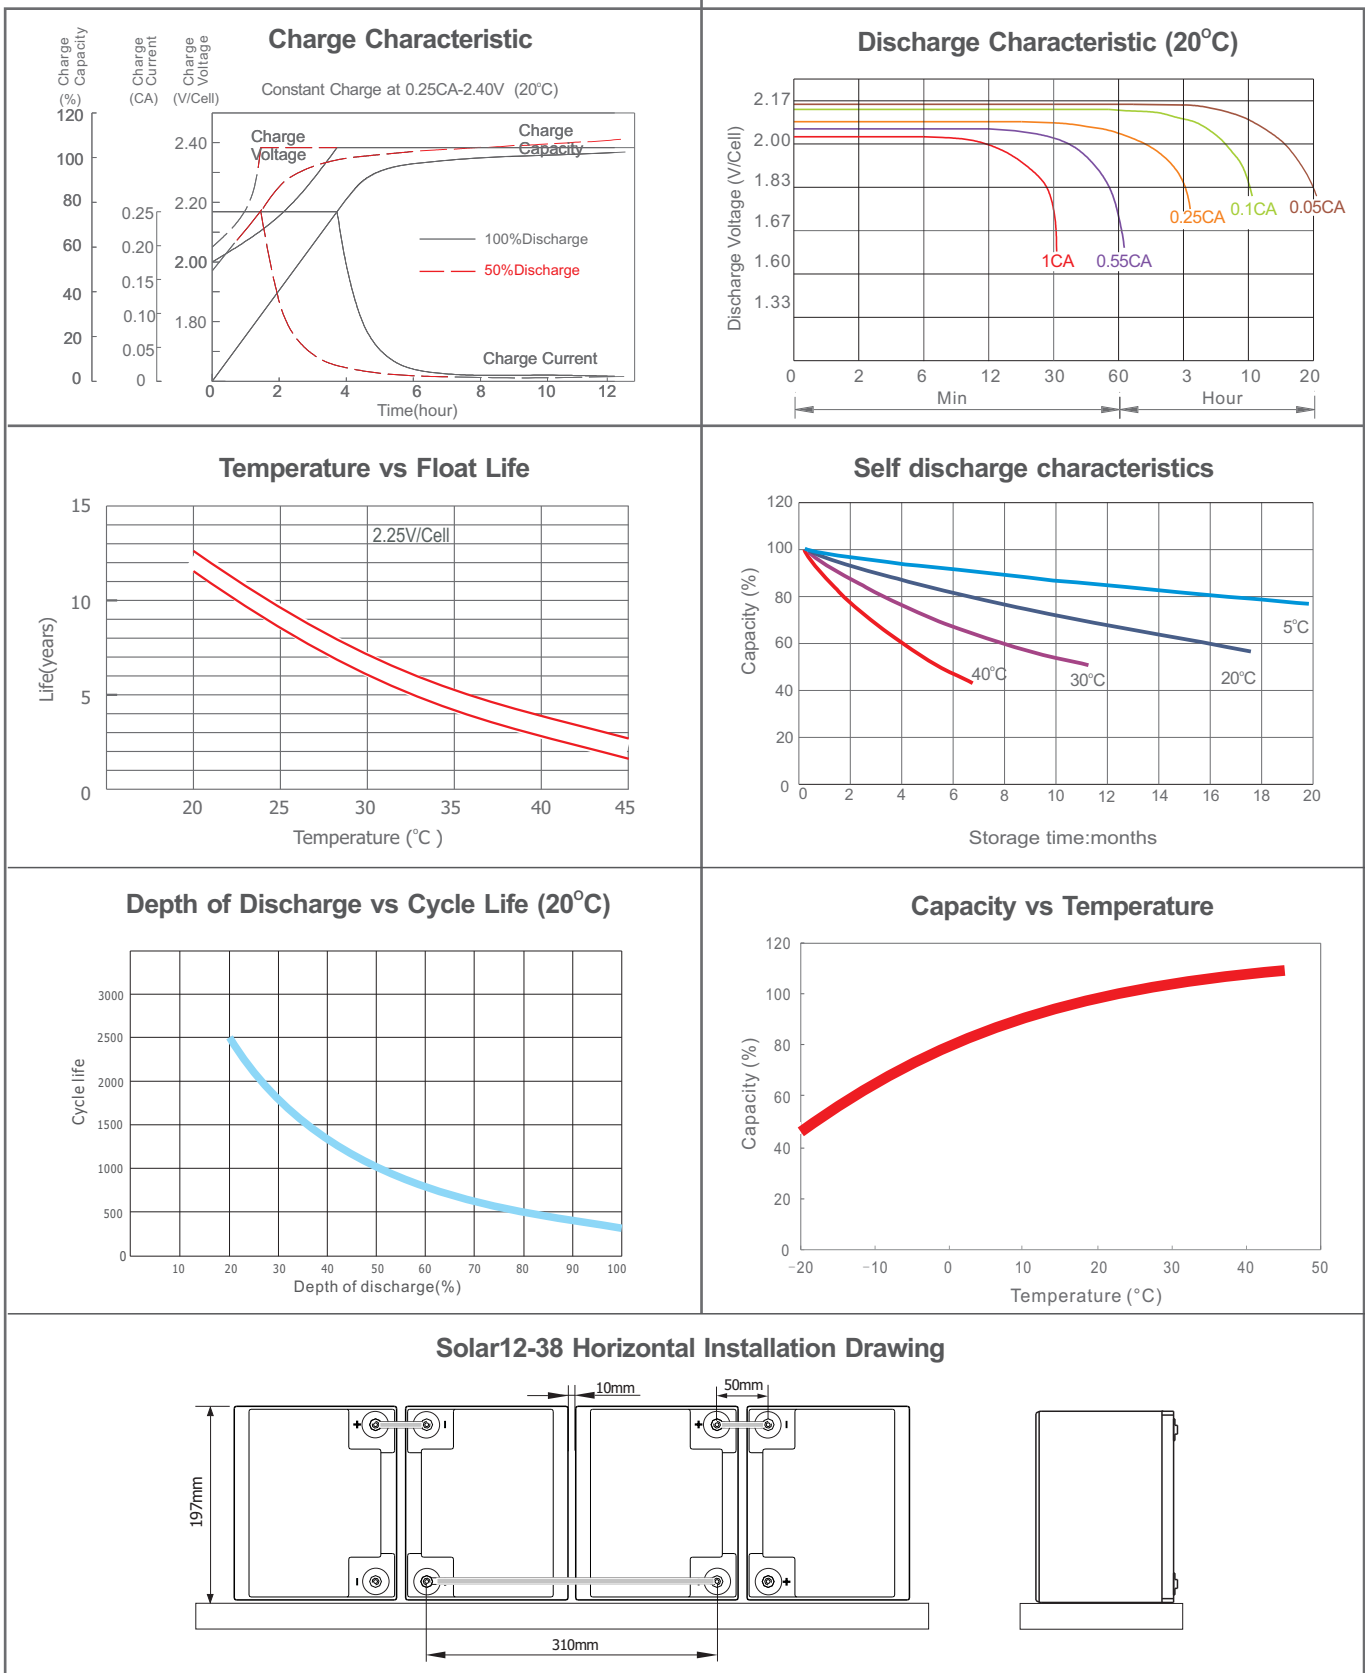 Charge Characteristic
Charge Capacity
(%)
Charge Current
(CA)
Charge Voltage
(V/Cell)
Constant Charge at 0.25CA-2.40V (20°C)
120
100
80
60
40
20
0
0.25
0.20
0.15
0.10
0.05
0
2.40
2.20
2.00
1.80
Charge
Voltage
Charge
Capacity
100%Discharge
50%Discharge
Charge Current
0 2 4 6 8 10 12
Time(hour)
Discharge Characteristic (20°C)
Discharge Voltage (V/Cell)
2.17
2.00
1.83
1.67
1.60
1.33
1CA
0.55CA
0.25CA
0.1CA
0.05CA
0 2 6 12 30 60 3 10 20
Min Hour
Temperature vs Float Life
2.25V/Cell
Life(years)
15
10
5
0
20 25 30 35 40 45
Temperature (°C )
Self discharge characteristics
Capacity (%)
120
100
80
60
40
20
0
5°C
40°C
30°C
20°C
0 2 4 6 8 10 12 14 16 18 20
Storage time:months
Depth of Discharge vs Cycle Life (20°C)
Cycle life
3000
2500
2000
1500
1000
500
0
10 20 30 40 50 60 70 80 90 100
Depth of discharge(%)
Capacity vs Temperature
Capacity (%)
120
100
80
60
40
20
0
−20 −10 0 10 20 30 40 50
Temperature (°C)
Solar12-38 Horizontal Installation Drawing
10mm
50mm
+ - + -
197mm
- +
310mm